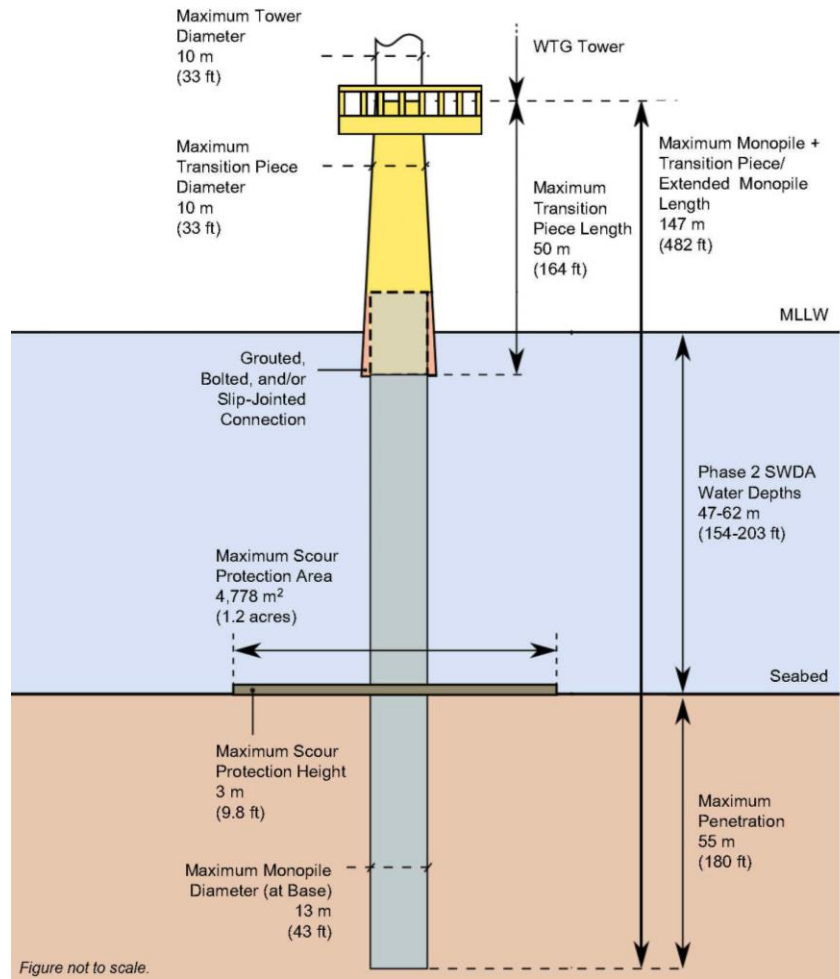 Maximum Tower
Diameter
10 m
(33 ft)
WTG Tower
Maximum
Transition Piece
Diameter
10 m
(33 ft)
Maximum
Transition
Piece Length
50 m
(164 ft)
Maximum Monopile +
Transition Piece/
Extended Monopile
Length
147 m
(482 ft)
MLLW
Grouted,
Bolted, and/or
Slip-Jointed
Connection
Phase 2 SWDA
Water Depths
47-62 m
(154-203 ft)
Maximum Scour
Protection Area
4,778 m²
(1.2 acres)
Seabed
Maximum Scour
Protection Height
3 m
(9.8 ft)
Maximum
Penetration
55 m
(180 ft)
Maximum Monopile
Diameter (at Base)
13 m
(43 ft)
Figure not to scale.